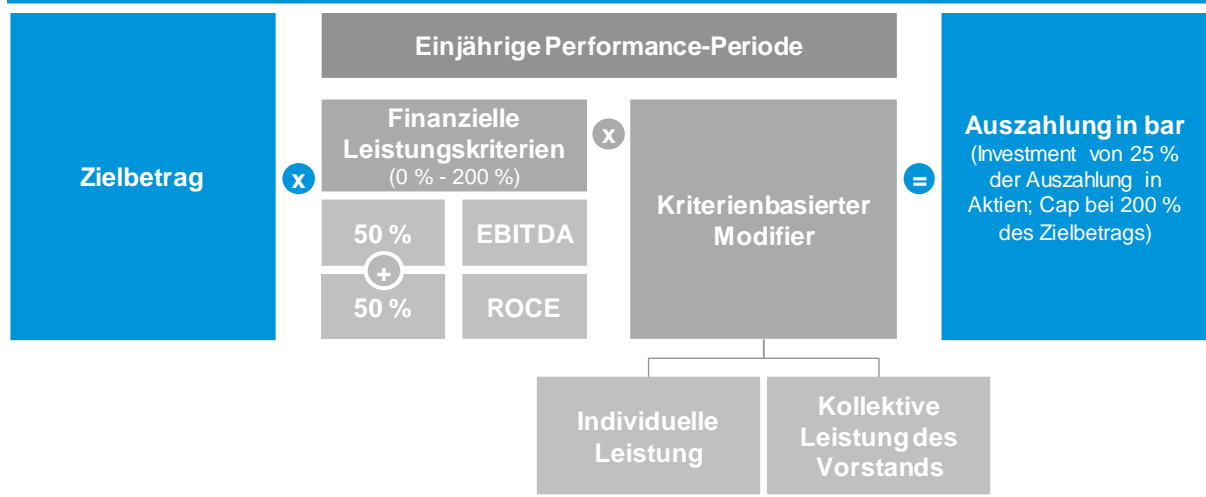 Einjährige Performance-Periode
Zielbetrag
x
Finanzielle
Leistungskriterien
(0 % - 200 %)
50 %
EBITDA
+
50 %
ROCE
x
Kriterienbasierter
Modifier
Individuelle
Leistung
Kollektive
Leistung des
Vorstands
=
Auszahlung in bar
(Investment von 25 %
der Auszahlung in
Aktien; Cap bei 200 %
des Zielbetrags)